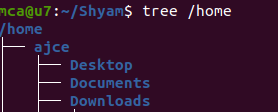 mca@u7:~/Shyam$ tree /home
/home
├── ajce
│   ├── Desktop
│   ├── Documents
│   ├── Downloads